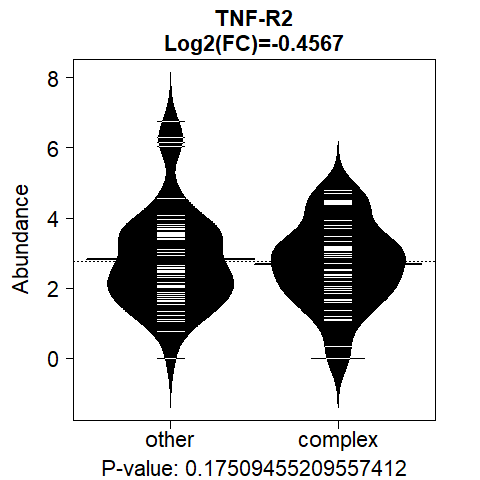 TNF-R2
Log2(FC)=-0.4567
Abundance
8
6
4
2
0
other complex
P-value: 0.17509455209557412